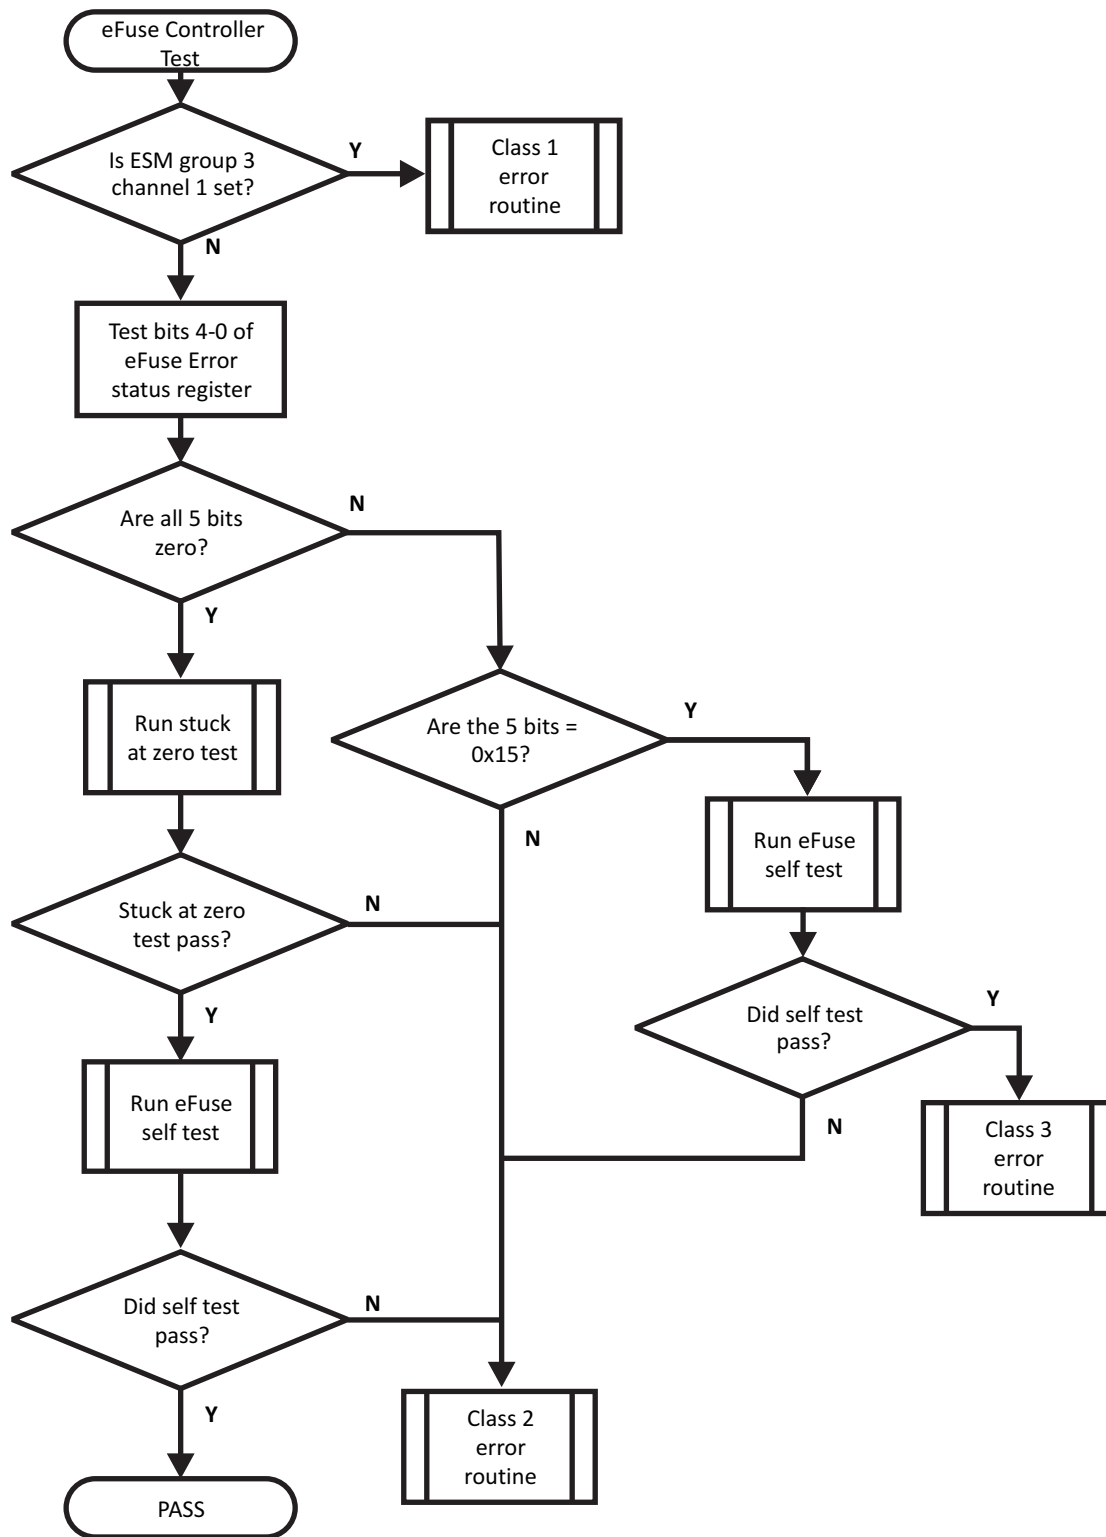 eFuse Controller
Test
Is ESM group 3
channel 1 set?
Y
Class 1
error
routine
N
Test bits 4-0 of
eFuse Error
status register
Are all 5 bits
zero?
N
Y
Run stuck
at zero test
Are the 5 bits =
0x15?
Y
N
Run eFuse
self test
Stuck at zero
test pass?
N
Y
Did self test
pass?
Y
N
Class 3
error
routine
Run eFuse
self test
Did self test
pass?
N
Y
Class 2
error
routine
PASS